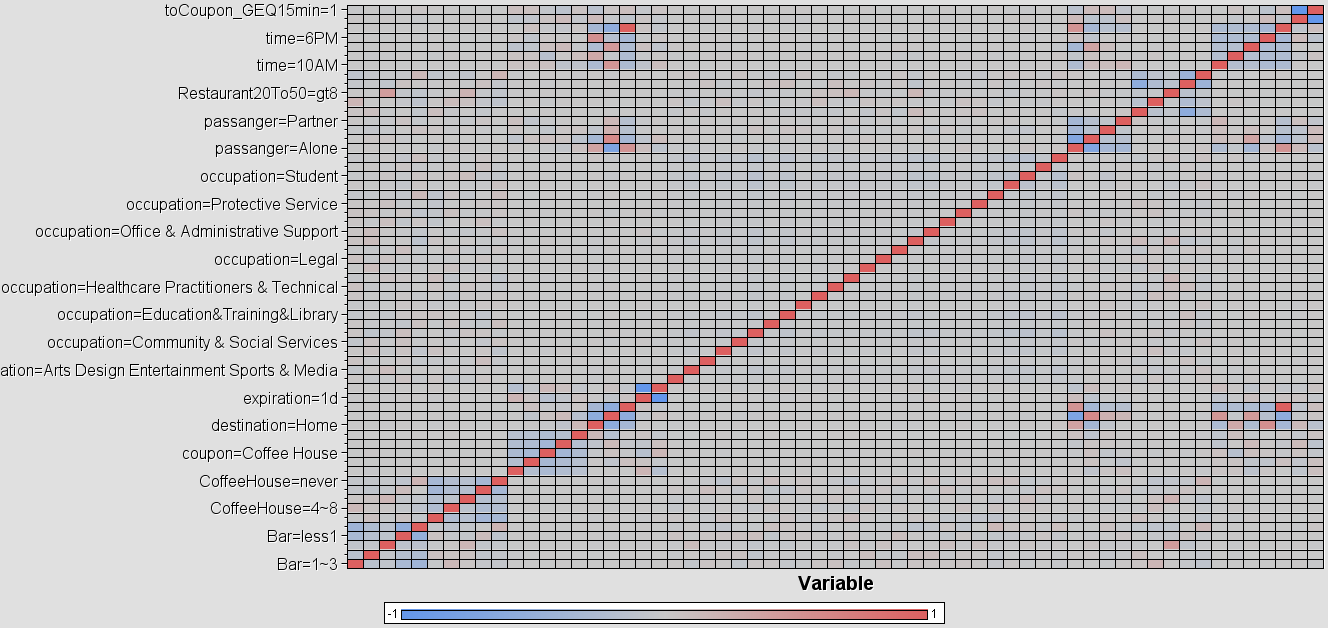 toCoupon_GEQ15min=1
time=6PM
time=10AM
Restaurant20To50=gt8
passanger=Partner
passanger=Alone
occupation=Student
occupation=Protective Service
occupation=Office & Administrative Support
occupation=Legal
occupation=Healthcare Practitioners & Technical
occupation=Education&Training&Library
occupation=Community & Social Services
ation=Arts Design Entertainment Sports & Media
expiration=1d
destination=Home
coupon=Coffee House
CoffeeHouse=never
CoffeeHouse=4~8
Bar=less1
Bar=1~3
Variable
-1 1